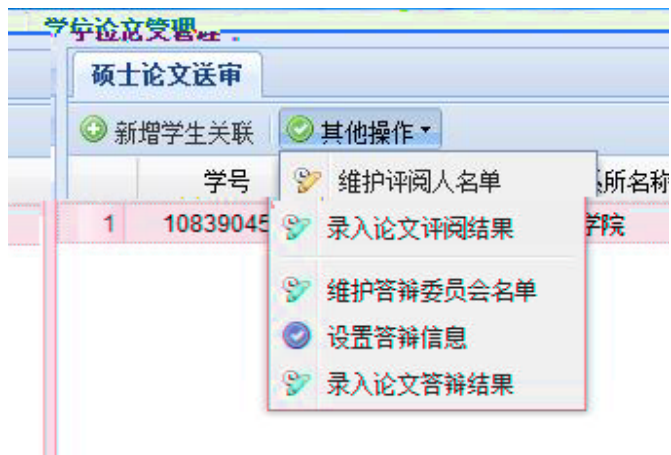 学位论文管理
硕士论文送审
新增学生关联 其他操作
学号 所名称
维护评阅人名单
1 10839045 学院
录入论文评阅结果
维护答辩委员会名单
设置答辩信息
录入论文答辩结果